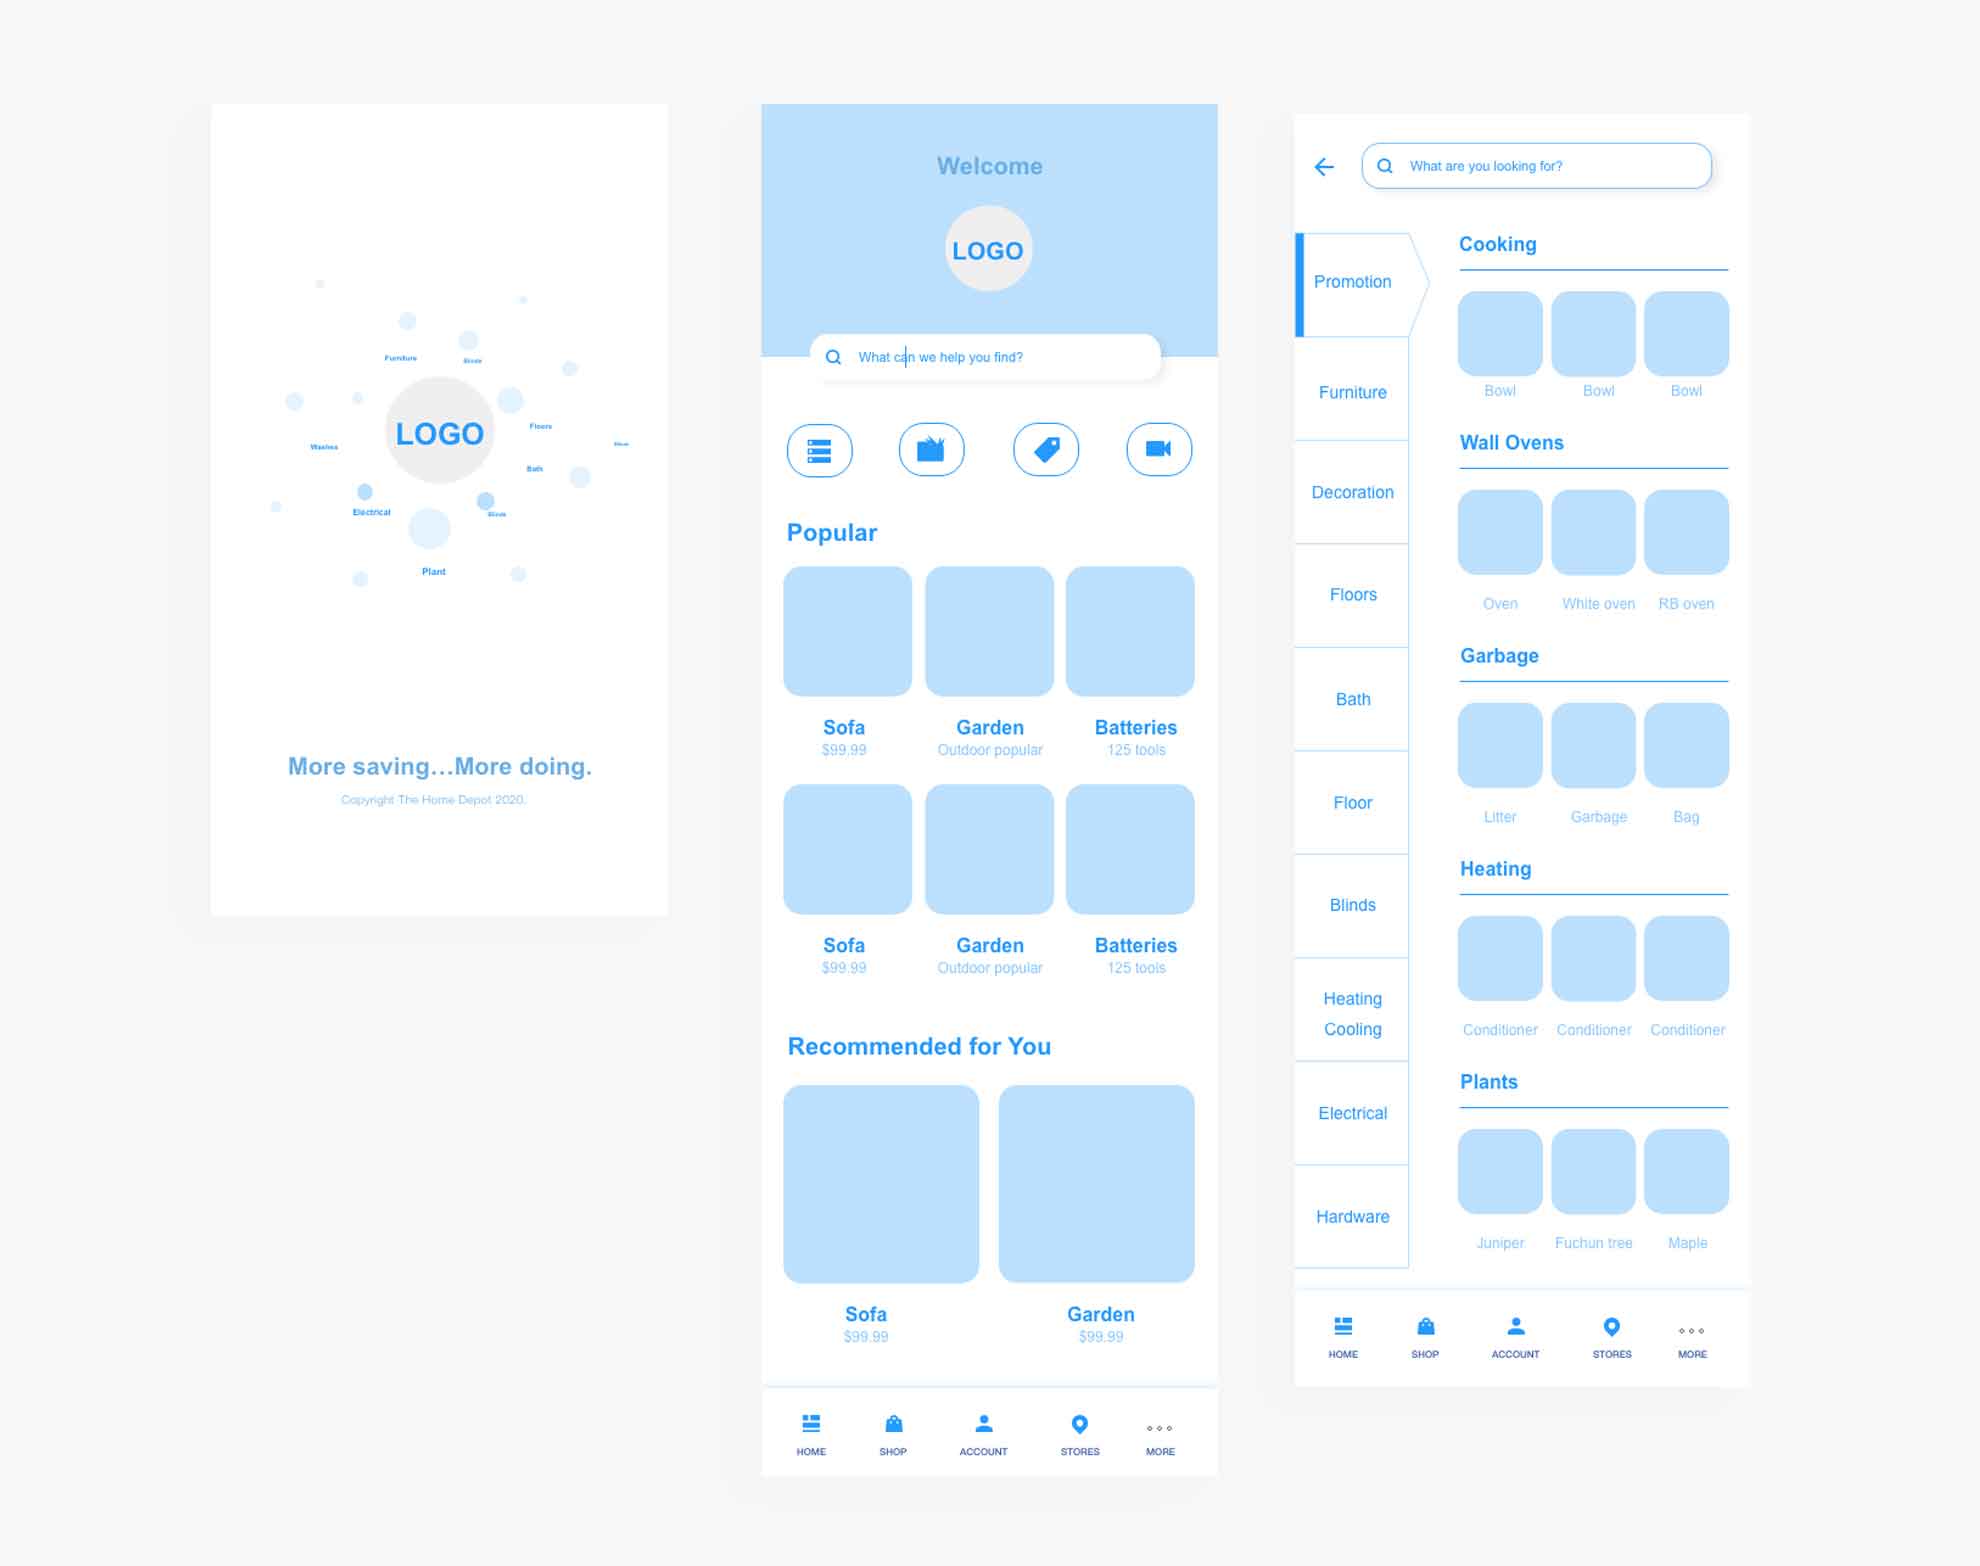 Furniture
Blinds
LOGO
Floors
Washes
Bath
Electrical
Blinds
Plant
More saving...More doing.
Copyright The Home Depot 2020.
Welcome
LOGO
What can we help you find?
Popular
Sofa Garden Batteries
$99.99 Outdoor popular 125 tools
Sofa Garden Batteries
$99.99 Outdoor popular 125 tools
Recommended for You
Sofa Garden
$99.99 $99.99
HOME SHOP ACCOUNT STORES MORE
What are you looking for?
Promotion
Furniture
Decoration
Floors
Bath
Floor
Blinds
Heating
Cooling
Electrical
Hardware
Cooking
Bowl Bowl Bowl
Wall Ovens
Oven White oven RB oven
Garbage
Litter Garbage Bag
Heating
Conditioner Conditioner Conditioner
Plants
Juniper Fuchun tree Maple
HOME SHOP ACCOUNT STORES MORE